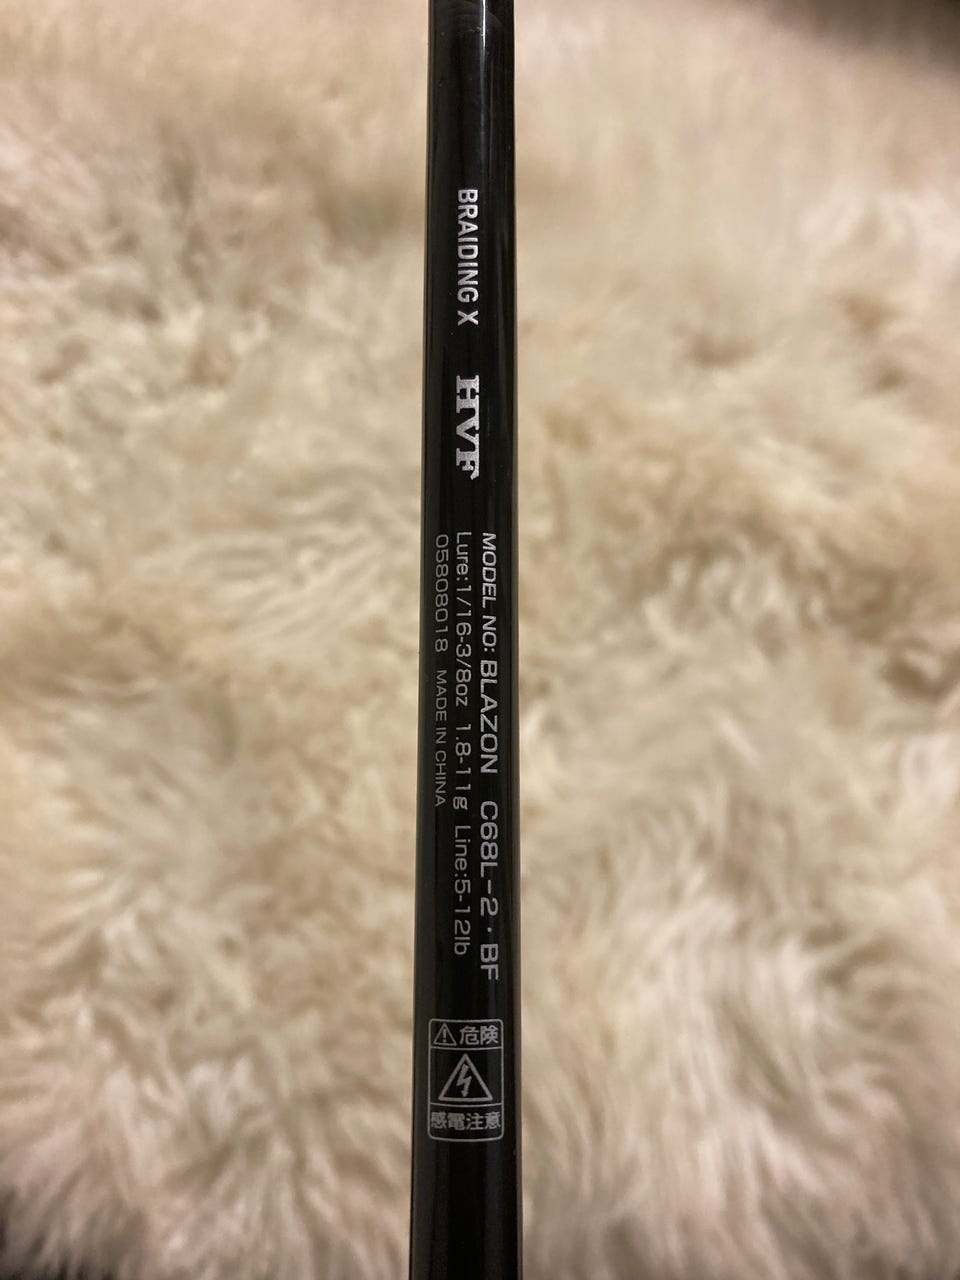 BRAIDING X
HVF
MODEL NO: BLAZON C68L-2・BF
Lure:1/16-3/8oz 1.8-11g Line:5-12lb
05808018 MADE IN CHINA
危険
感電注意